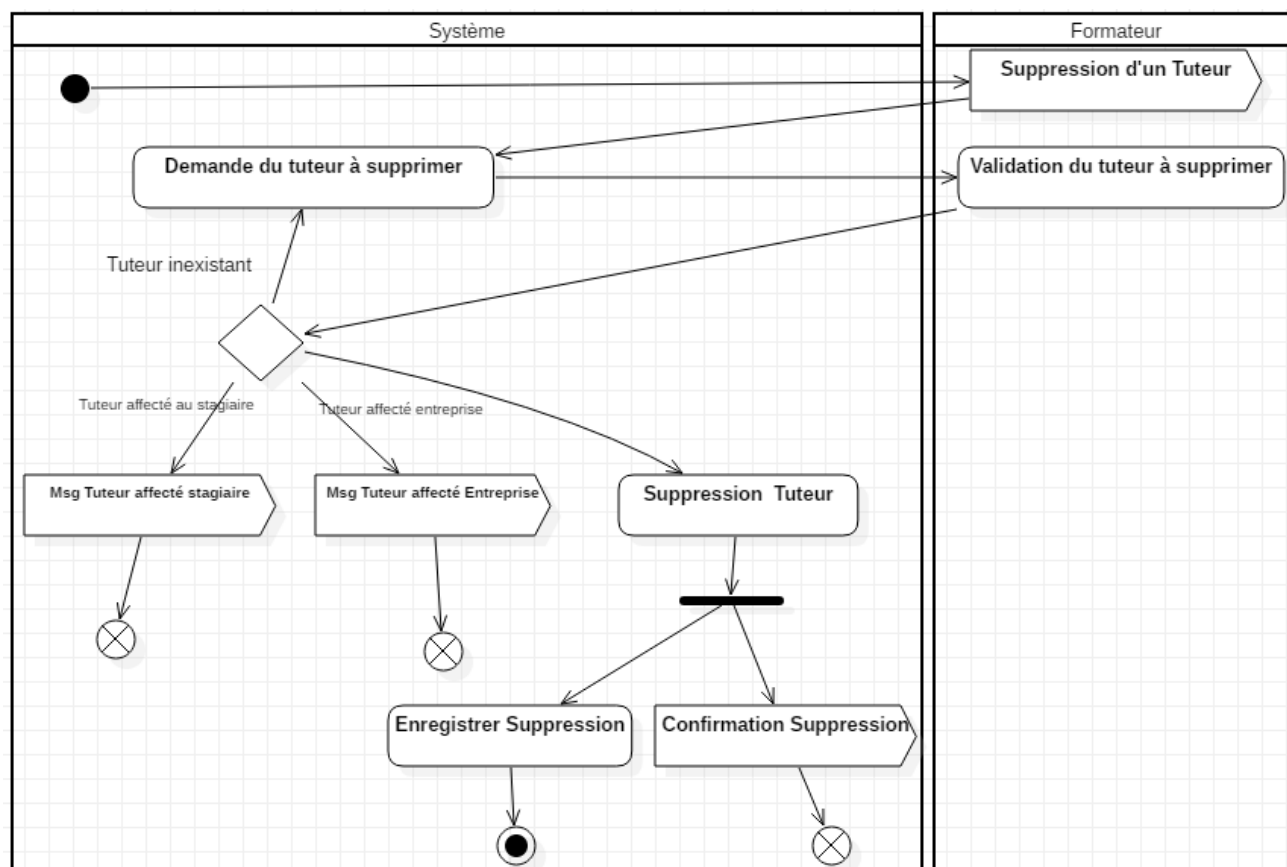 Système
Formateur
Suppression d'un Tuteur
Demande du tuteur à supprimer
Validation du tuteur à supprimer
Tuteur inexistant
Tuteur affecté au stagiaire
Tuteur affecté entreprise
Msg Tuteur affecté stagiaire
Msg Tuteur affecté Entreprise
Suppression  Tuteur
Enregistrer Suppression
Confirmation Suppression